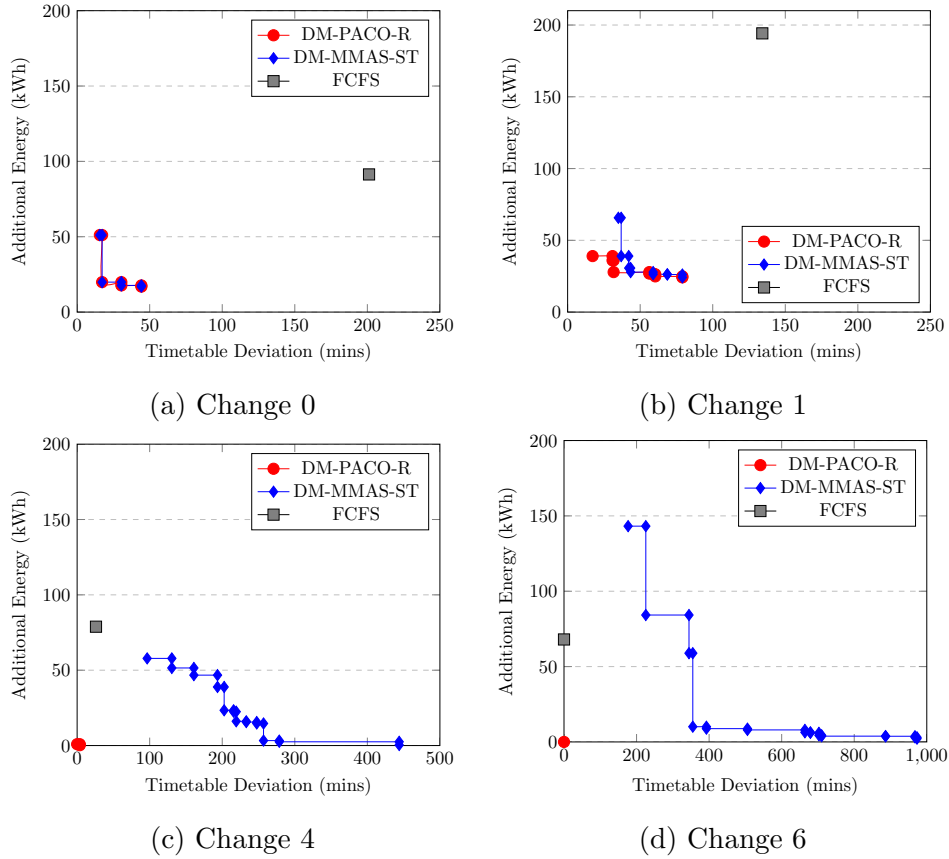 200
150
100
50
0
Additional Energy (kWh)
DM-PACO-R
DM-MMAS-ST
FCFS
0 50 100 150 200 250
Timetable Deviation (mins)
(a) Change 0
200
150
100
50
0
Additional Energy (kWh)
DM-PACO-R
DM-MMAS-ST
FCFS
0 50 100 150 200 250
Timetable Deviation (mins)
(b) Change 1
200
150
100
50
0
Additional Energy (kWh)
DM-PACO-R
DM-MMAS-ST
FCFS
0 100 200 300 400 500
Timetable Deviation (mins)
(c) Change 4
200
150
100
50
0
Additional Energy (kWh)
DM-PACO-R
DM-MMAS-ST
FCFS
0 200 400 600 800 1,000
Timetable Deviation (mins)
(d) Change 6